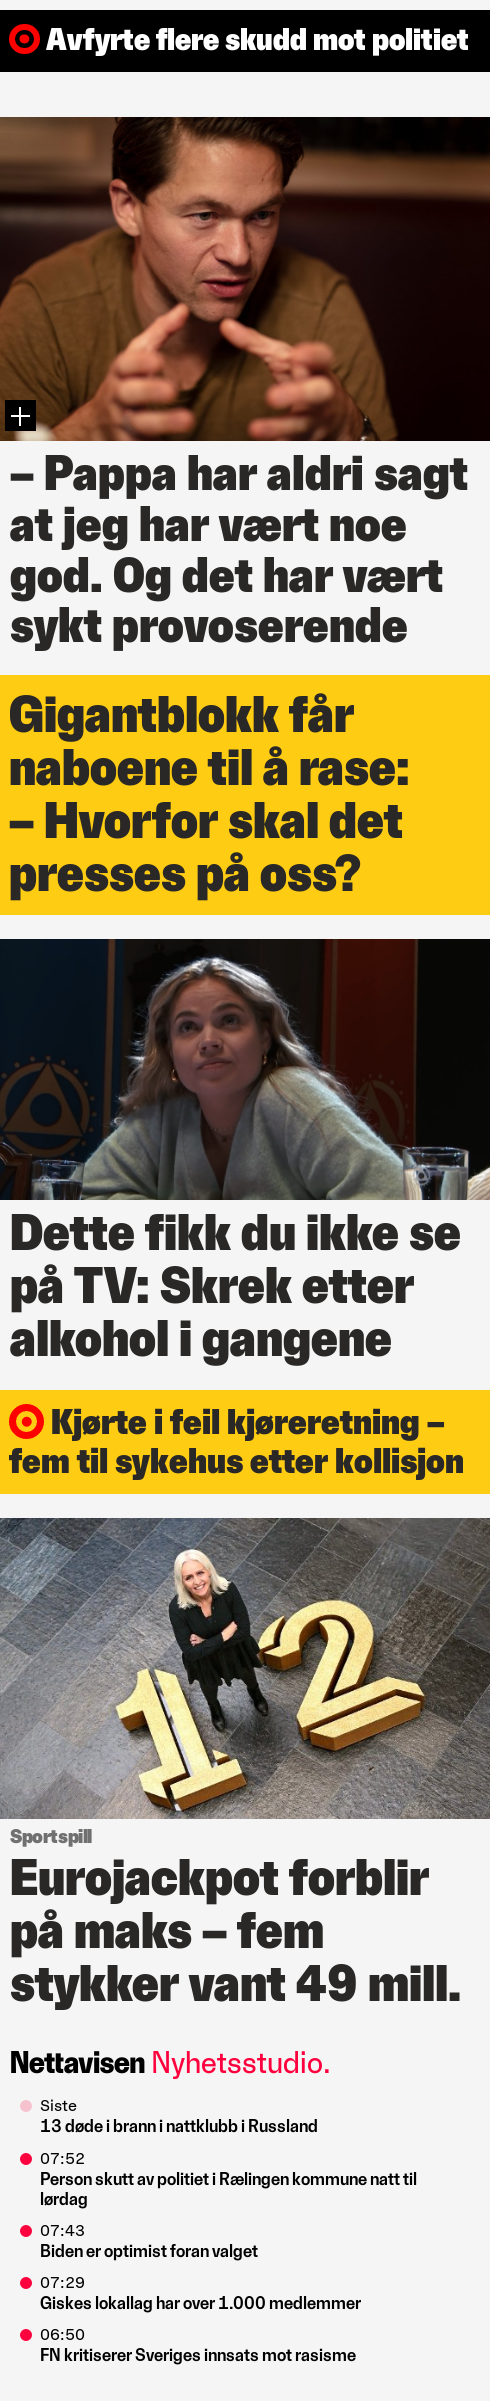 Avfyrte flere skudd mot politiet
– Pappa har aldri sagt
at jeg har vært noe
god. Og det har vært
sykt provoserende
Gigantblokk får
naboene til å rase:
– Hvorfor skal det
presses på oss?
Dette fikk du ikke se
på TV: Skrek etter
alkohol i gangene
Kjørte i feil kjøreretning –
fem til sykehus etter kollisjon
12
Sportspill
Eurojackpot forblir
på maks – fem
stykker vant 49 mill.
Nettavisen Nyhetsstudio.
Siste
13 døde i brann i nattklubb i Russland
07:52
Person skutt av politiet i Rælingen kommune natt til
lørdag
07:43
Biden er optimist foran valget
07:29
Giskes lokallag har over 1.000 medlemmer
06:50
FN kritiserer Sveriges innsats mot rasisme